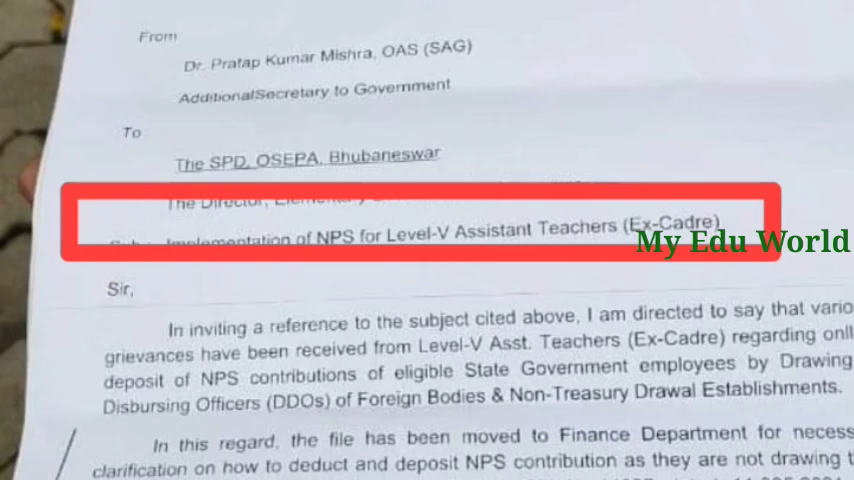 From
Dr. Pratap Kumar Mishra, OAS (SAG)
AdditionalSecretary to Government
To
The SPD, OSEPA, Bhubaneswar
The Director,
Implementation of NPS for Level-V Assistant Teachers (Ex-Cadre)
My Edu World
Sir,
In inviting a reference to the subject cited above, I am directed to say that vario
grievances have been received from Level-V Asst. Teachers (Ex-Cadre) regarding onli
deposit of NPS contributions of eligible State Government employees by Drawing
Disbursing Officers (DDOs) of Foreign Bodies & Non-Treasury Drawal Establishments.
In this regard, the file has been moved to Finance Department for necess
clarification on how to deduct and deposit NPS contribution as they are not drawing t